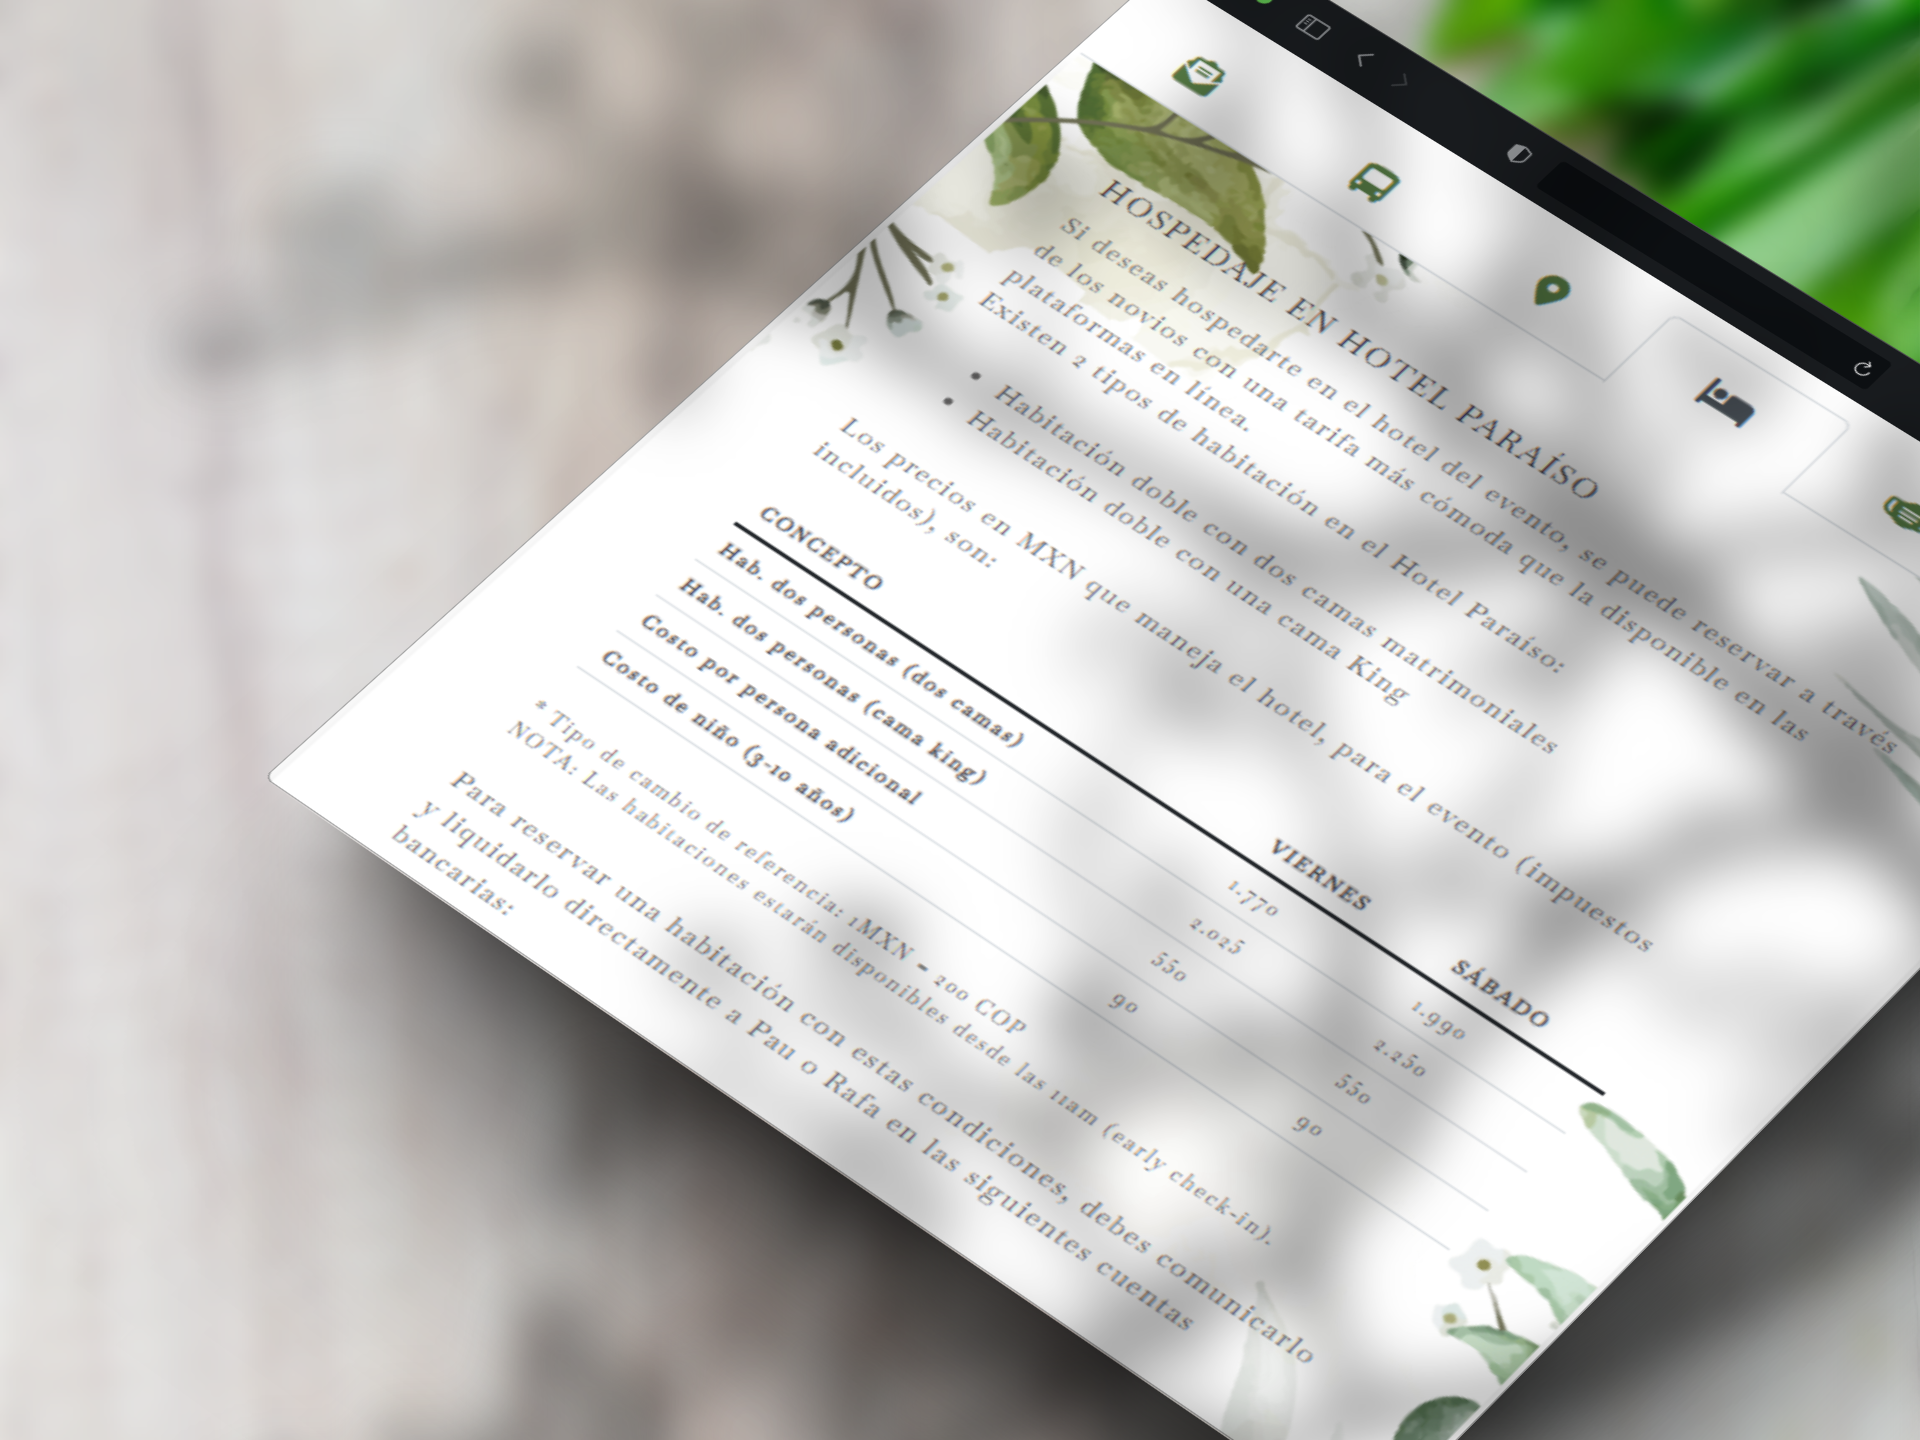 HOSPEDAJE EN HOTEL PARAÍSO
Si deseas hospedarte en el hotel del evento, se puede reservar a través
de los novios con una tarifa más cómoda que la disponible en las
plataformas en línea.
Existen 2 tipos de habitación en el Hotel Paraíso:
• Habitación doble con dos camas matrimoniales
• Habitación doble con una cama King
Los precios en MXN que maneja el hotel, para el evento (impuestos
incluidos), son:
CONCEPTO VIERNES SÁBADO
Hab. dos personas (dos camas) 1.770 1.990
Hab. dos personas (cama king) 2.025 2.250
Costo por persona adicional 550 550
Costo de niño (3-10 años) 90 90
* Tipo de cambio de referencia: 1MXN = 200 COP
NOTA: Las habitaciones estarán disponibles desde las 11am (early check-in).
Para reservar una habitación con estas condiciones, debes comunicarlo
y liquidarlo directamente a Pau o Rafa en las siguientes cuentas
bancarias: